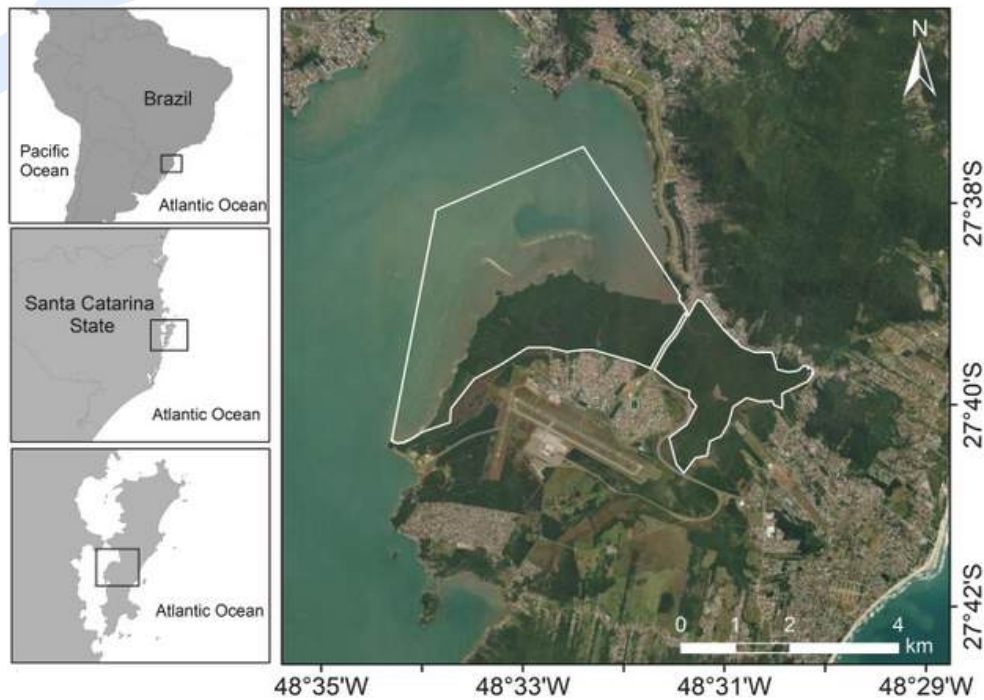 Brazil
Pacific
Ocean
Atlantic Ocean
Santa Catarina
State
Atlantic Ocean
Atlantic Ocean
N
27°38'S
27°40'S
27°42'S
0 1 2 4
km
48°35'W 48°33'W 48°31'W 48°29'W